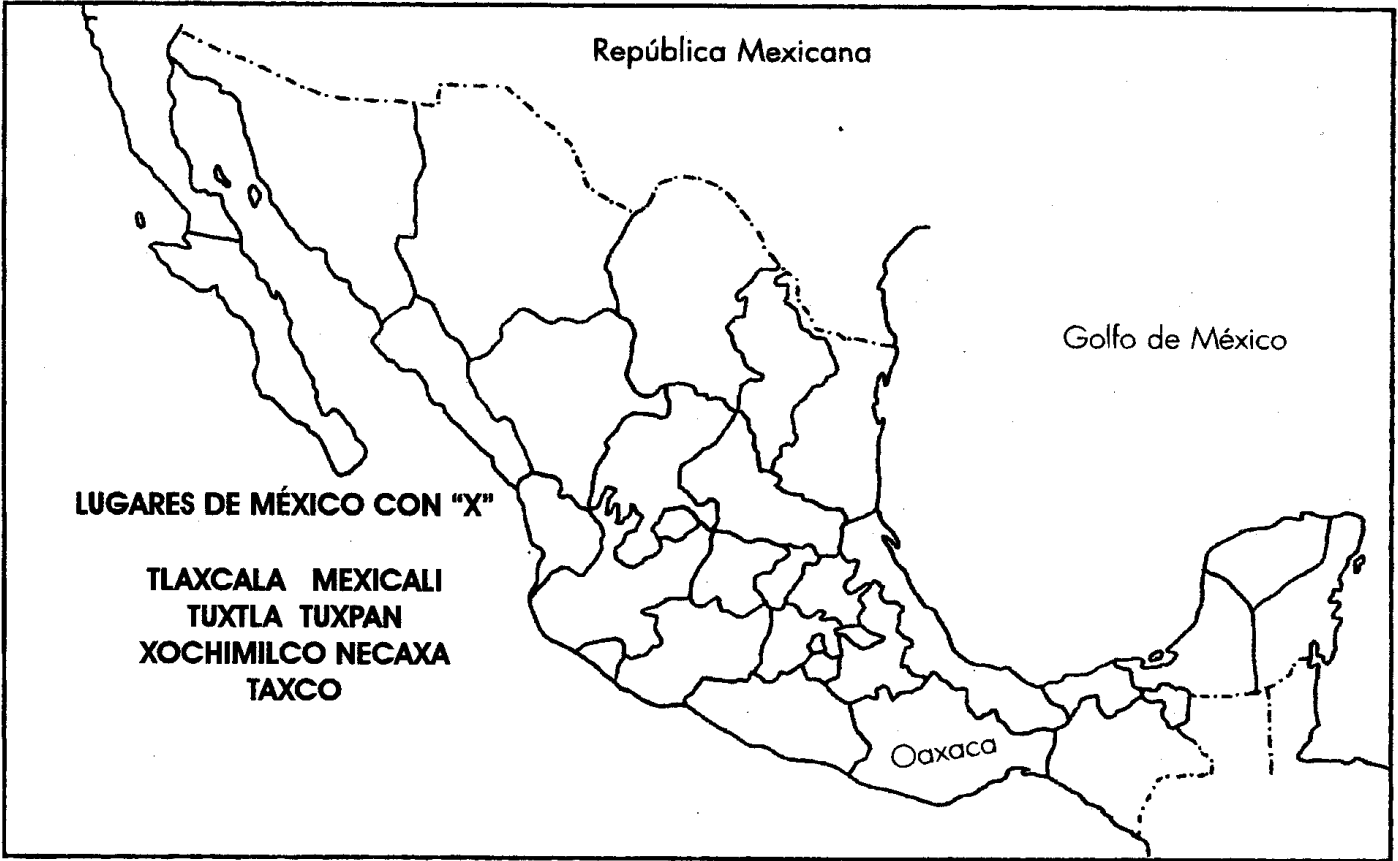 República Mexicana
Golfo de México
LUGARES DE MÉXICO CON “X”
TLAXCALA MEXICALI
TUXTLA TUXPAN
XOCHIMILCO NECAXA
TAXCO
Oaxaca